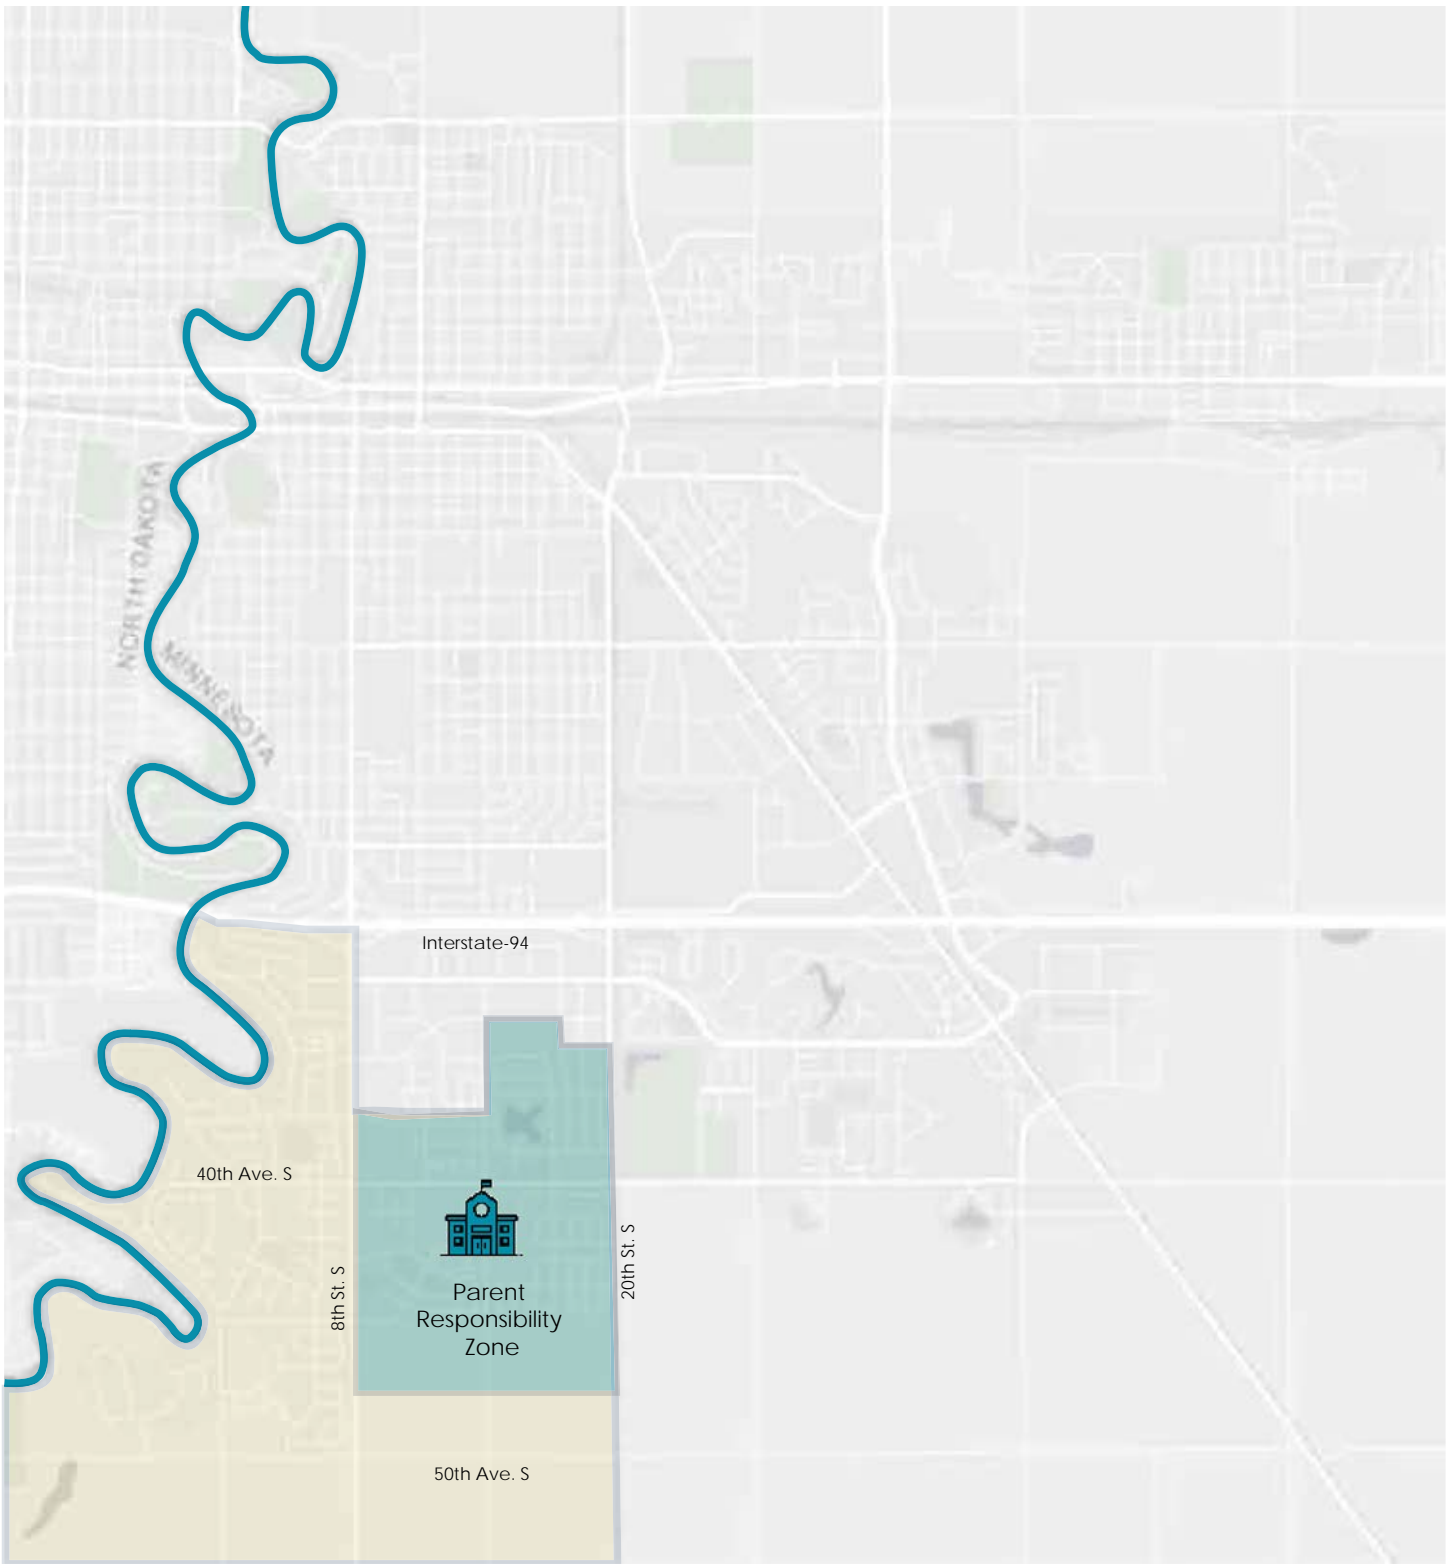 NORTH DAKOTA
MINNESOTA
Interstate-94
40th Ave. S
8th St. S
20th St. S
Parent
Responsibility
Zone
50th Ave. S